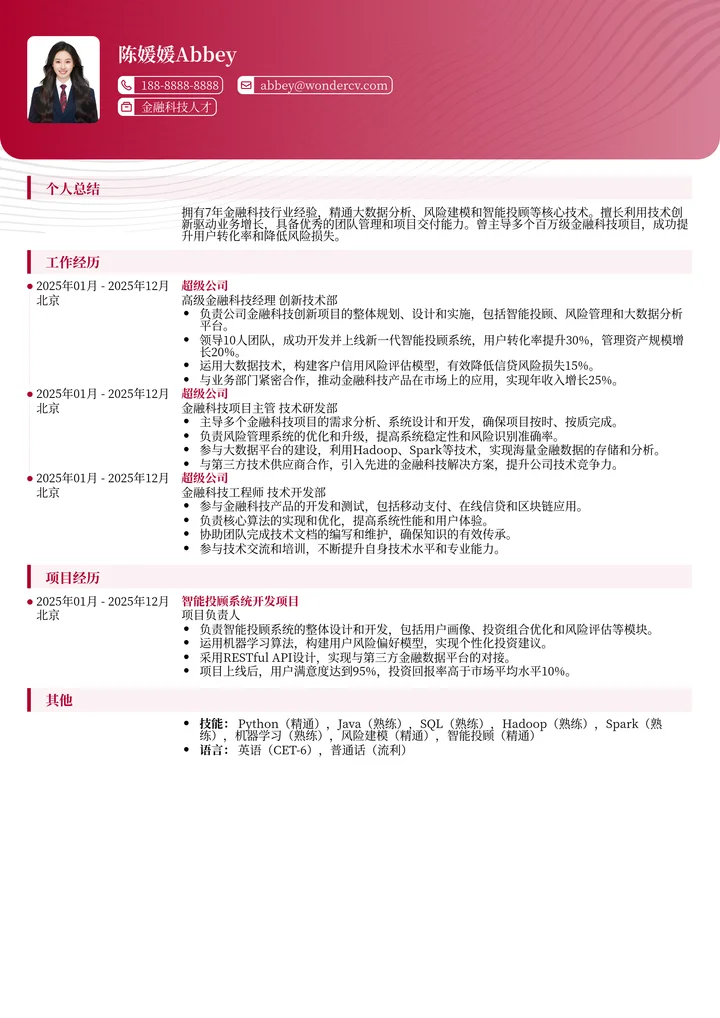 陈媛媛Abbey
188-8888-8888 abbey@wondercv.com
金融科技人才
个人总结
拥有7年金融科技行业经验，精通大数据分析、风险建模和智能投顾等核心技术。擅长利用技术创
新驱动业务增长，具备优秀的团队管理和项目交付能力。曾主导多个百万级金融科技项目，成功提
升用户转化率和降低风险损失。
工作经历
2025年01月 - 2025年12月 超级公司
北京 高级金融科技经理 创新技术部
• 负责公司金融科技创新项目的整体规划、设计和实施，包括智能投顾、风险管理和大数据分析
平台。
• 领导10人团队，成功开发并上线新一代智能投顾系统，用户转化率提升30%，管理资产规模增
长20%。
• 运用大数据技术，构建客户信用风险评估模型，有效降低信贷风险损失15%。
• 与业务部门紧密合作，推动金融科技产品在市场上的应用，实现年收入增长25%。
2025年01月 - 2025年12月 超级公司
北京 金融科技项目主管 技术研发部
• 主导多个金融科技项目的需求分析、系统设计和开发，确保项目按时、按质完成。
• 负责风险管理系统的优化和升级，提高系统稳定性和风险识别准确率。
• 参与大数据平台的建设，利用Hadoop、Spark等技术，实现海量金融数据的存储和分析。
• 与第三方技术供应商合作，引入先进的金融科技解决方案，提升公司技术竞争力。
2025年01月 - 2025年12月 超级公司
北京 金融科技工程师 技术开发部
• 参与金融科技产品的开发和测试，包括移动支付、在线信贷和区块链应用。
• 负责核心算法的实现和优化，提高系统性能和用户体验。
• 协助团队完成技术文档的编写和维护，确保知识的有效传承。
• 参与技术交流和培训，不断提升自身技术水平和专业能力。
项目经历
2025年01月 - 2025年12月 智能投顾系统开发项目
北京 项目负责人
• 负责智能投顾系统的整体设计和开发，包括用户画像、投资组合优化和风险评估等模块。
• 运用机器学习算法，构建用户风险偏好模型，实现个性化投资建议。
• 采用RESTful API设计，实现与第三方金融数据平台的对接。
• 项目上线后，用户满意度达到95%，投资回报率高于市场平均水平10%。
其他
• 技能： Python（精通）, Java（熟练）, SQL（熟练）, Hadoop（熟练）, Spark（熟
练）, 机器学习（熟练）, 风险建模（精通）, 智能投顾（精通）
• 语言： 英语（CET-6）, 普通话（流利）